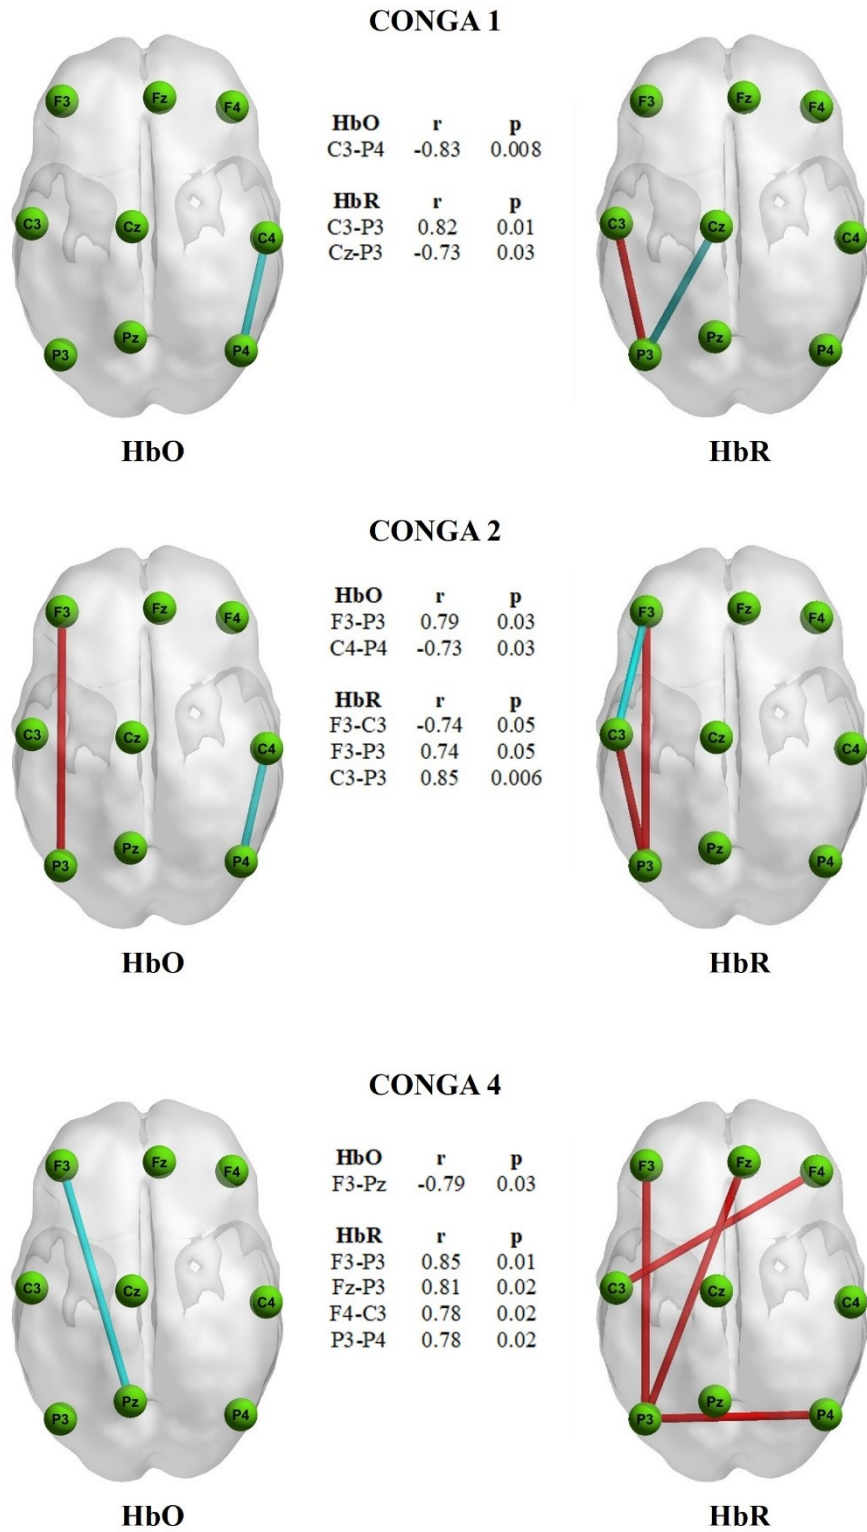 CONGA 1
F3 Fz F4
C3 Cz C4
P3 Pz P4
HbO
HbO r p
C3-P4 -0.83 0.008
HbR r p
C3-P3 0.82 0.01
Cz-P3 -0.73 0.03
F3 Fz F4
C3 Cz C4
P3 Pz P4
HbR
CONGA 2
F3 Fz F4
C3 Cz C4
P3 Pz P4
HbO
HbO r p
F3-P3 0.79 0.03
C4-P4 -0.73 0.03
HbR r p
F3-C3 -0.74 0.05
F3-P3 0.74 0.05
C3-P3 0.85 0.006
F3 Fz F4
C3 Cz C4
P3 Pz P4
HbR
CONGA 4
F3 Fz F4
C3 Cz C4
P3 Pz P4
HbO
HbO r p
F3-Pz -0.79 0.03
HbR r p
F3-P3 0.85 0.01
Fz-P3 0.81 0.02
F4-C3 0.78 0.02
P3-P4 0.78 0.02
F3 Fz F4
C3 Cz C4
P3 Pz P4
HbR